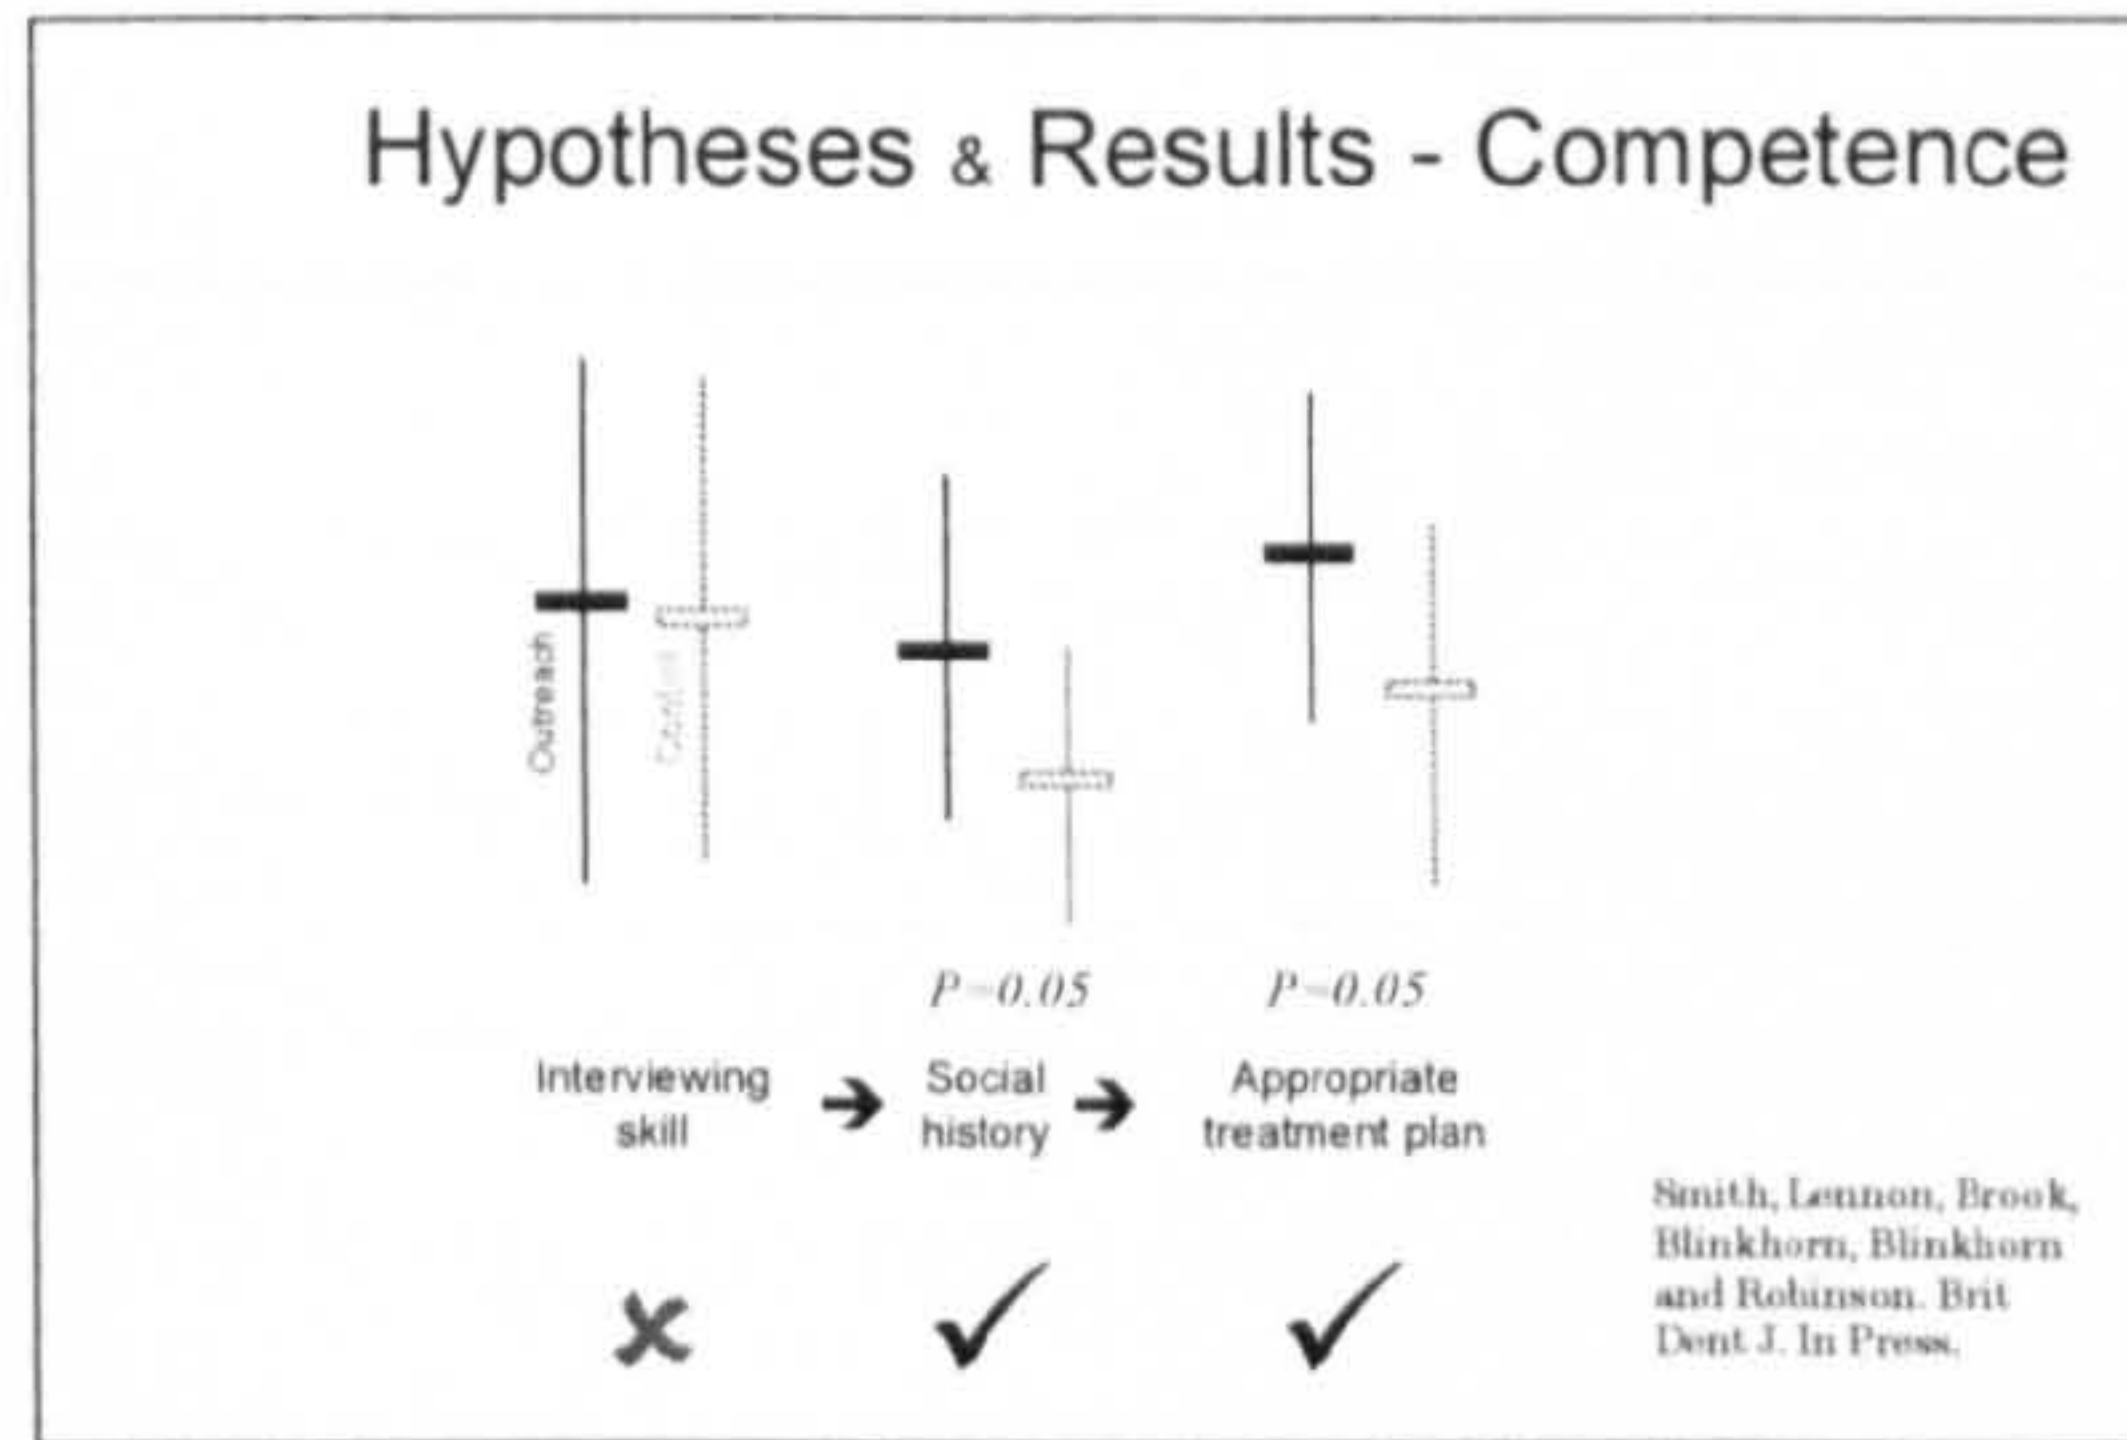 Hypotheses & Results - Competence
Outreach
P=0.05
P=0.05
Interviewing
skill
Social
history
Appropriate
treatment plan
Smith, Lennon, Brook,
Blinkhorn, Blinkhorn
and Robinson. Brit
Dent J. In Press.